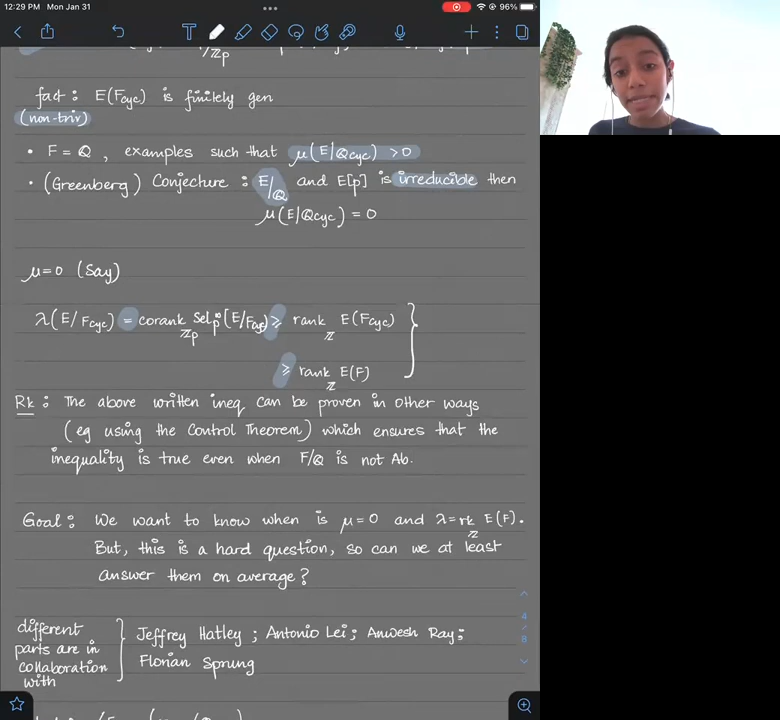 12:29 PM Mon Jan 31
96%
/ℤp
fact : E(Fcyc) is finitely gen
(non-triv)
• F = Q , examples such that μ(E/Qcyc) > 0
• (Greenberg) Conjecture : E/Q and E[p] is irreducible then
μ(E/Qcyc) = 0
μ=0 (Say)
λ(E/Fcyc) = corank ℤp Selp(E/Fcyc) ≥ rank ℤ E(Fcyc)
≥ rank ℤ E(F)
Rk : The above written ineq can be proven in other ways
(eg using the Control Theorem) which ensures that the
inequality is true even when F/Q is not Ab.
Goal : We want to know when is μ=0 and λ=rk ℤ E(F).
But, this is a hard question, so can we at least
answer them on average?
different
parts are in
collaboration
with
Jeffrey Hatley ; Antonio Lei ; Anwesh Ray ;
Florian Sprung
4
/
8